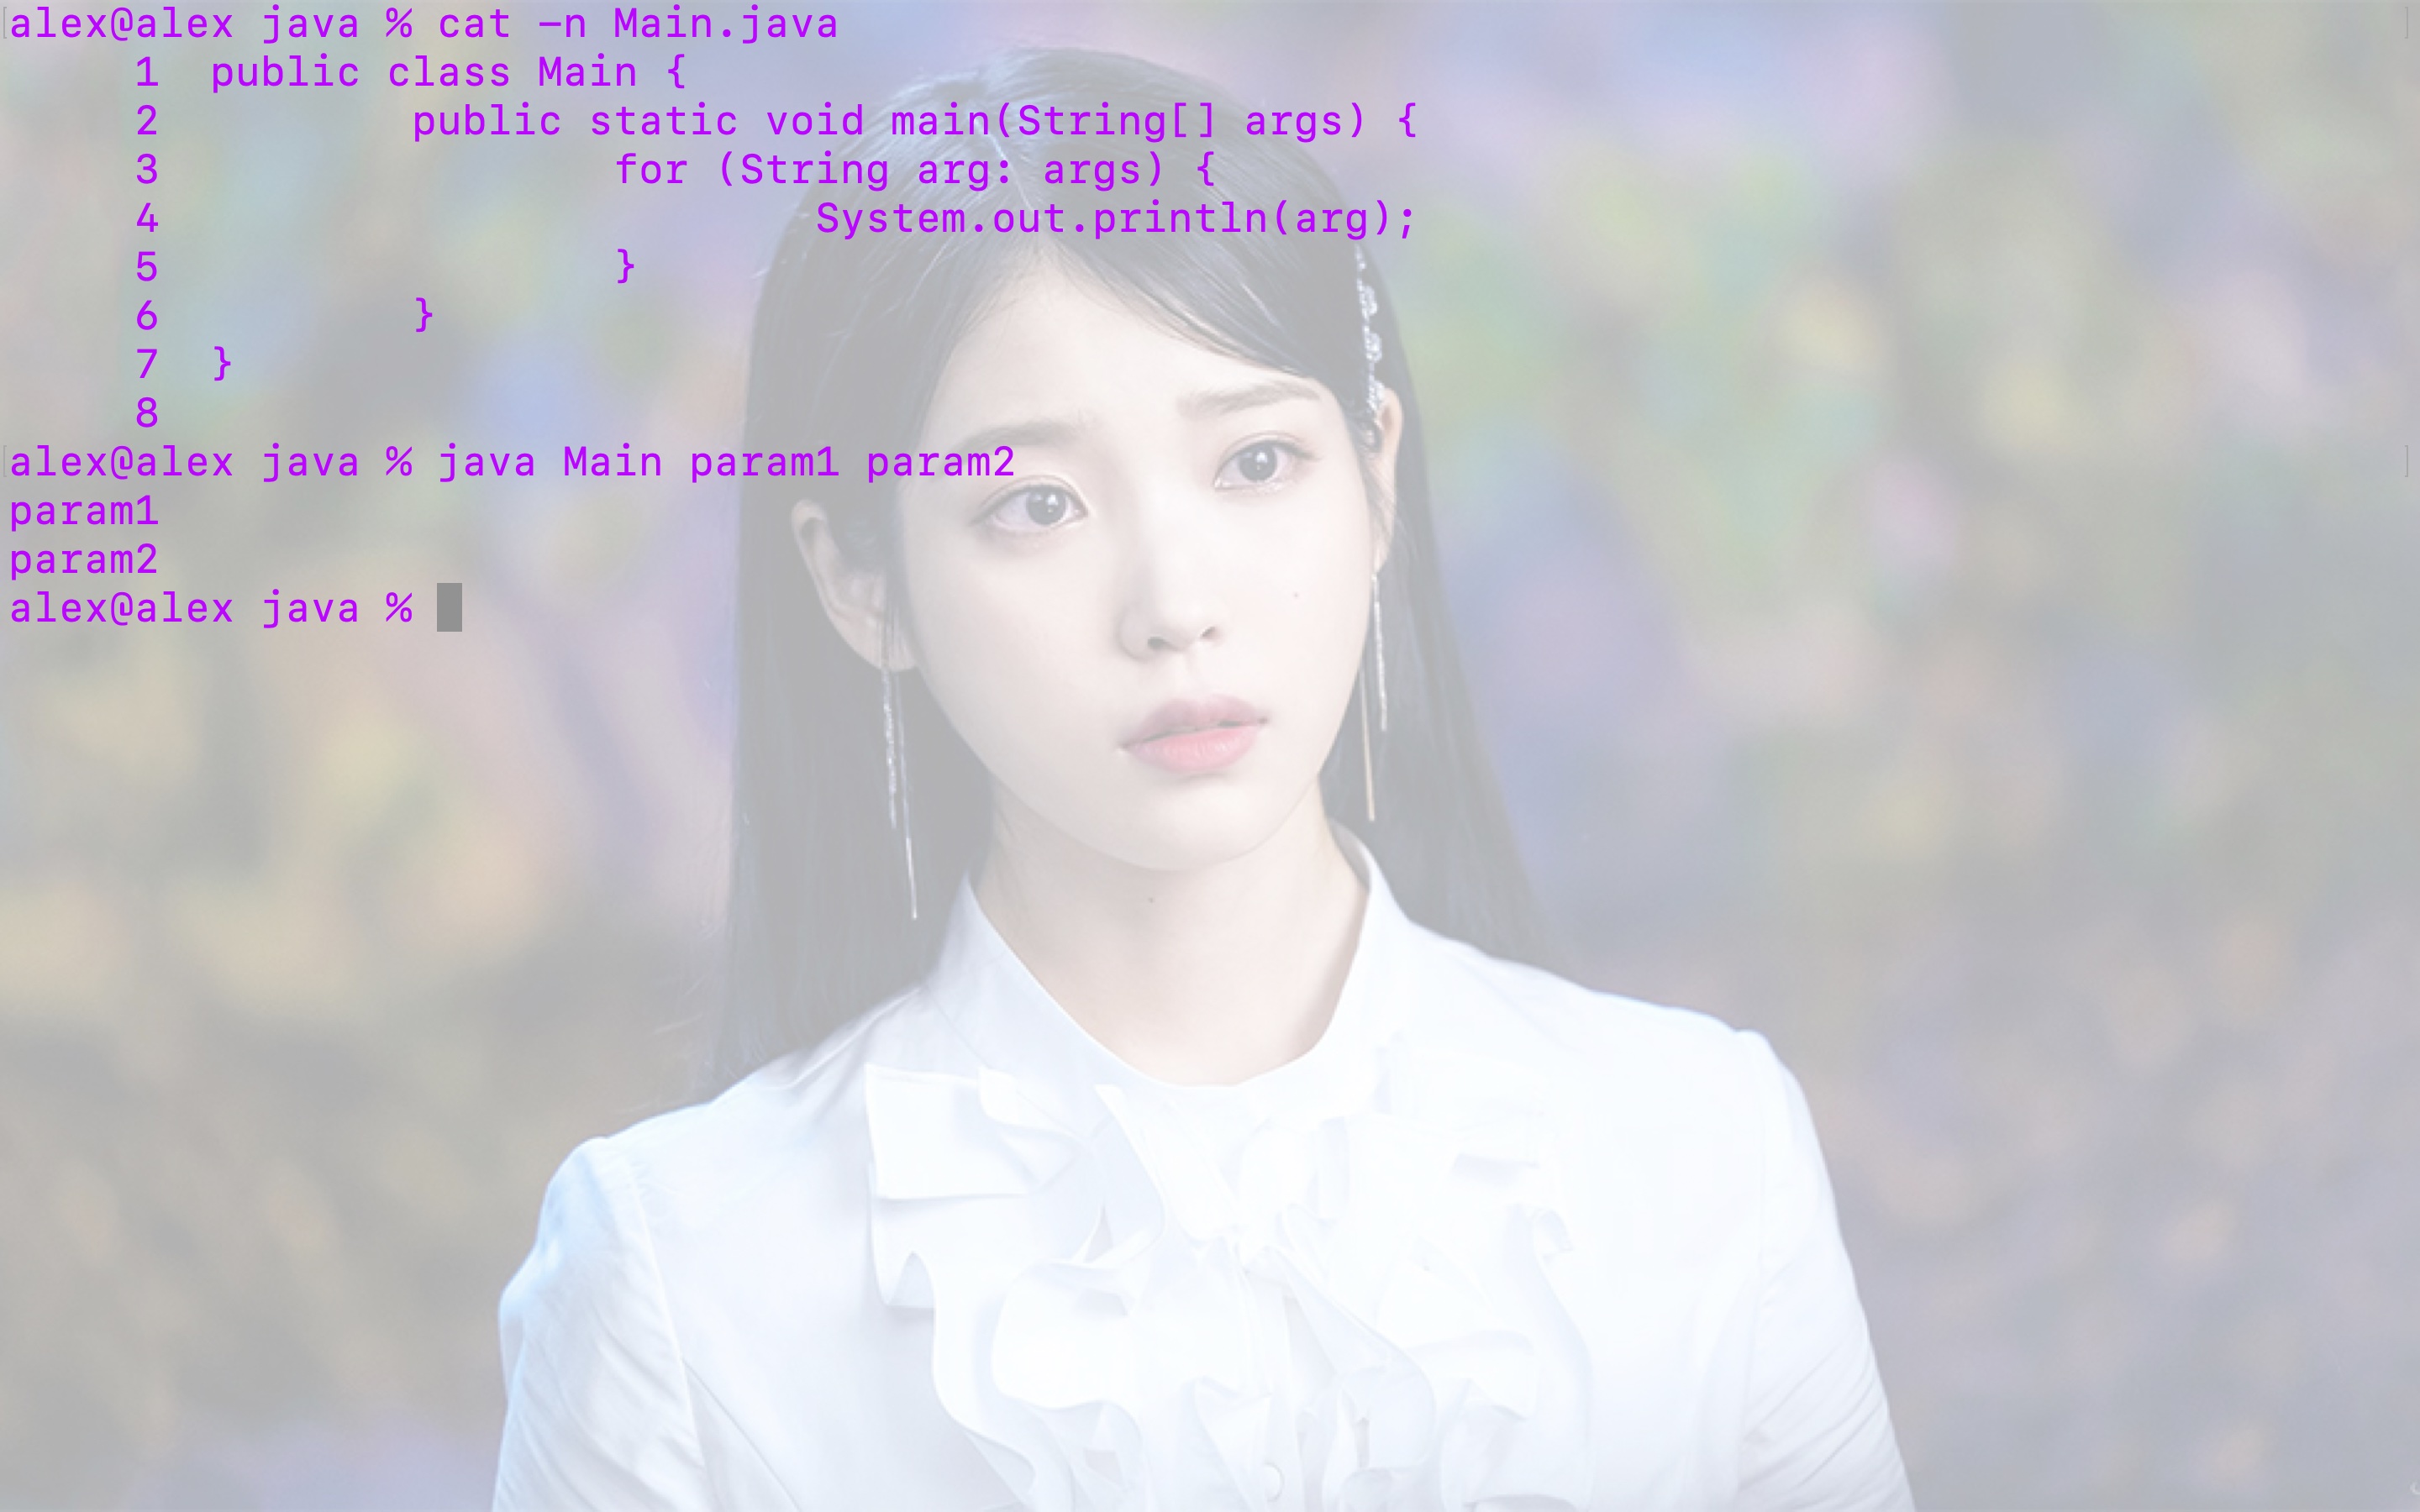 alex@alex java % cat -n Main.java
     1	public class Main {
     2		public static void main(String[] args) {
     3			for (String arg: args) {
     4				System.out.println(arg);
     5			}
     6		}
     7	}
     8
alex@alex java % java Main param1 param2
param1
param2
alex@alex java %